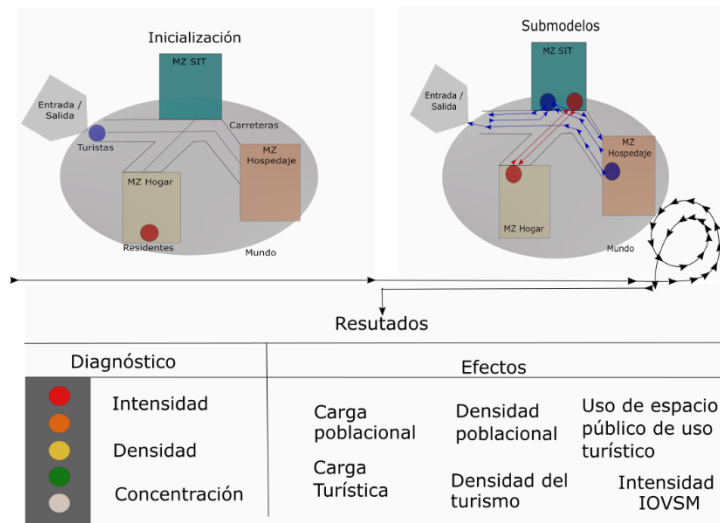 Inicialización
MZ SIT
Entrada /
Salida
Carreteras
Turistas
MZ
Hospedaje
MZ Hogar
Residentes
Mundo
Submodelos
MZ SIT
Entrada /
Salida
MZ
Hospedaje
MZ Hogar
Mundo
Resutados
Diagnóstico
Efectos
Intensidad
Densidad
Concentración
Carga
poblacional
Densidad
poblacional
Uso de espacio
público de uso
turístico
Carga
Turística
Densidad del
turismo
Intensidad
IOVSM